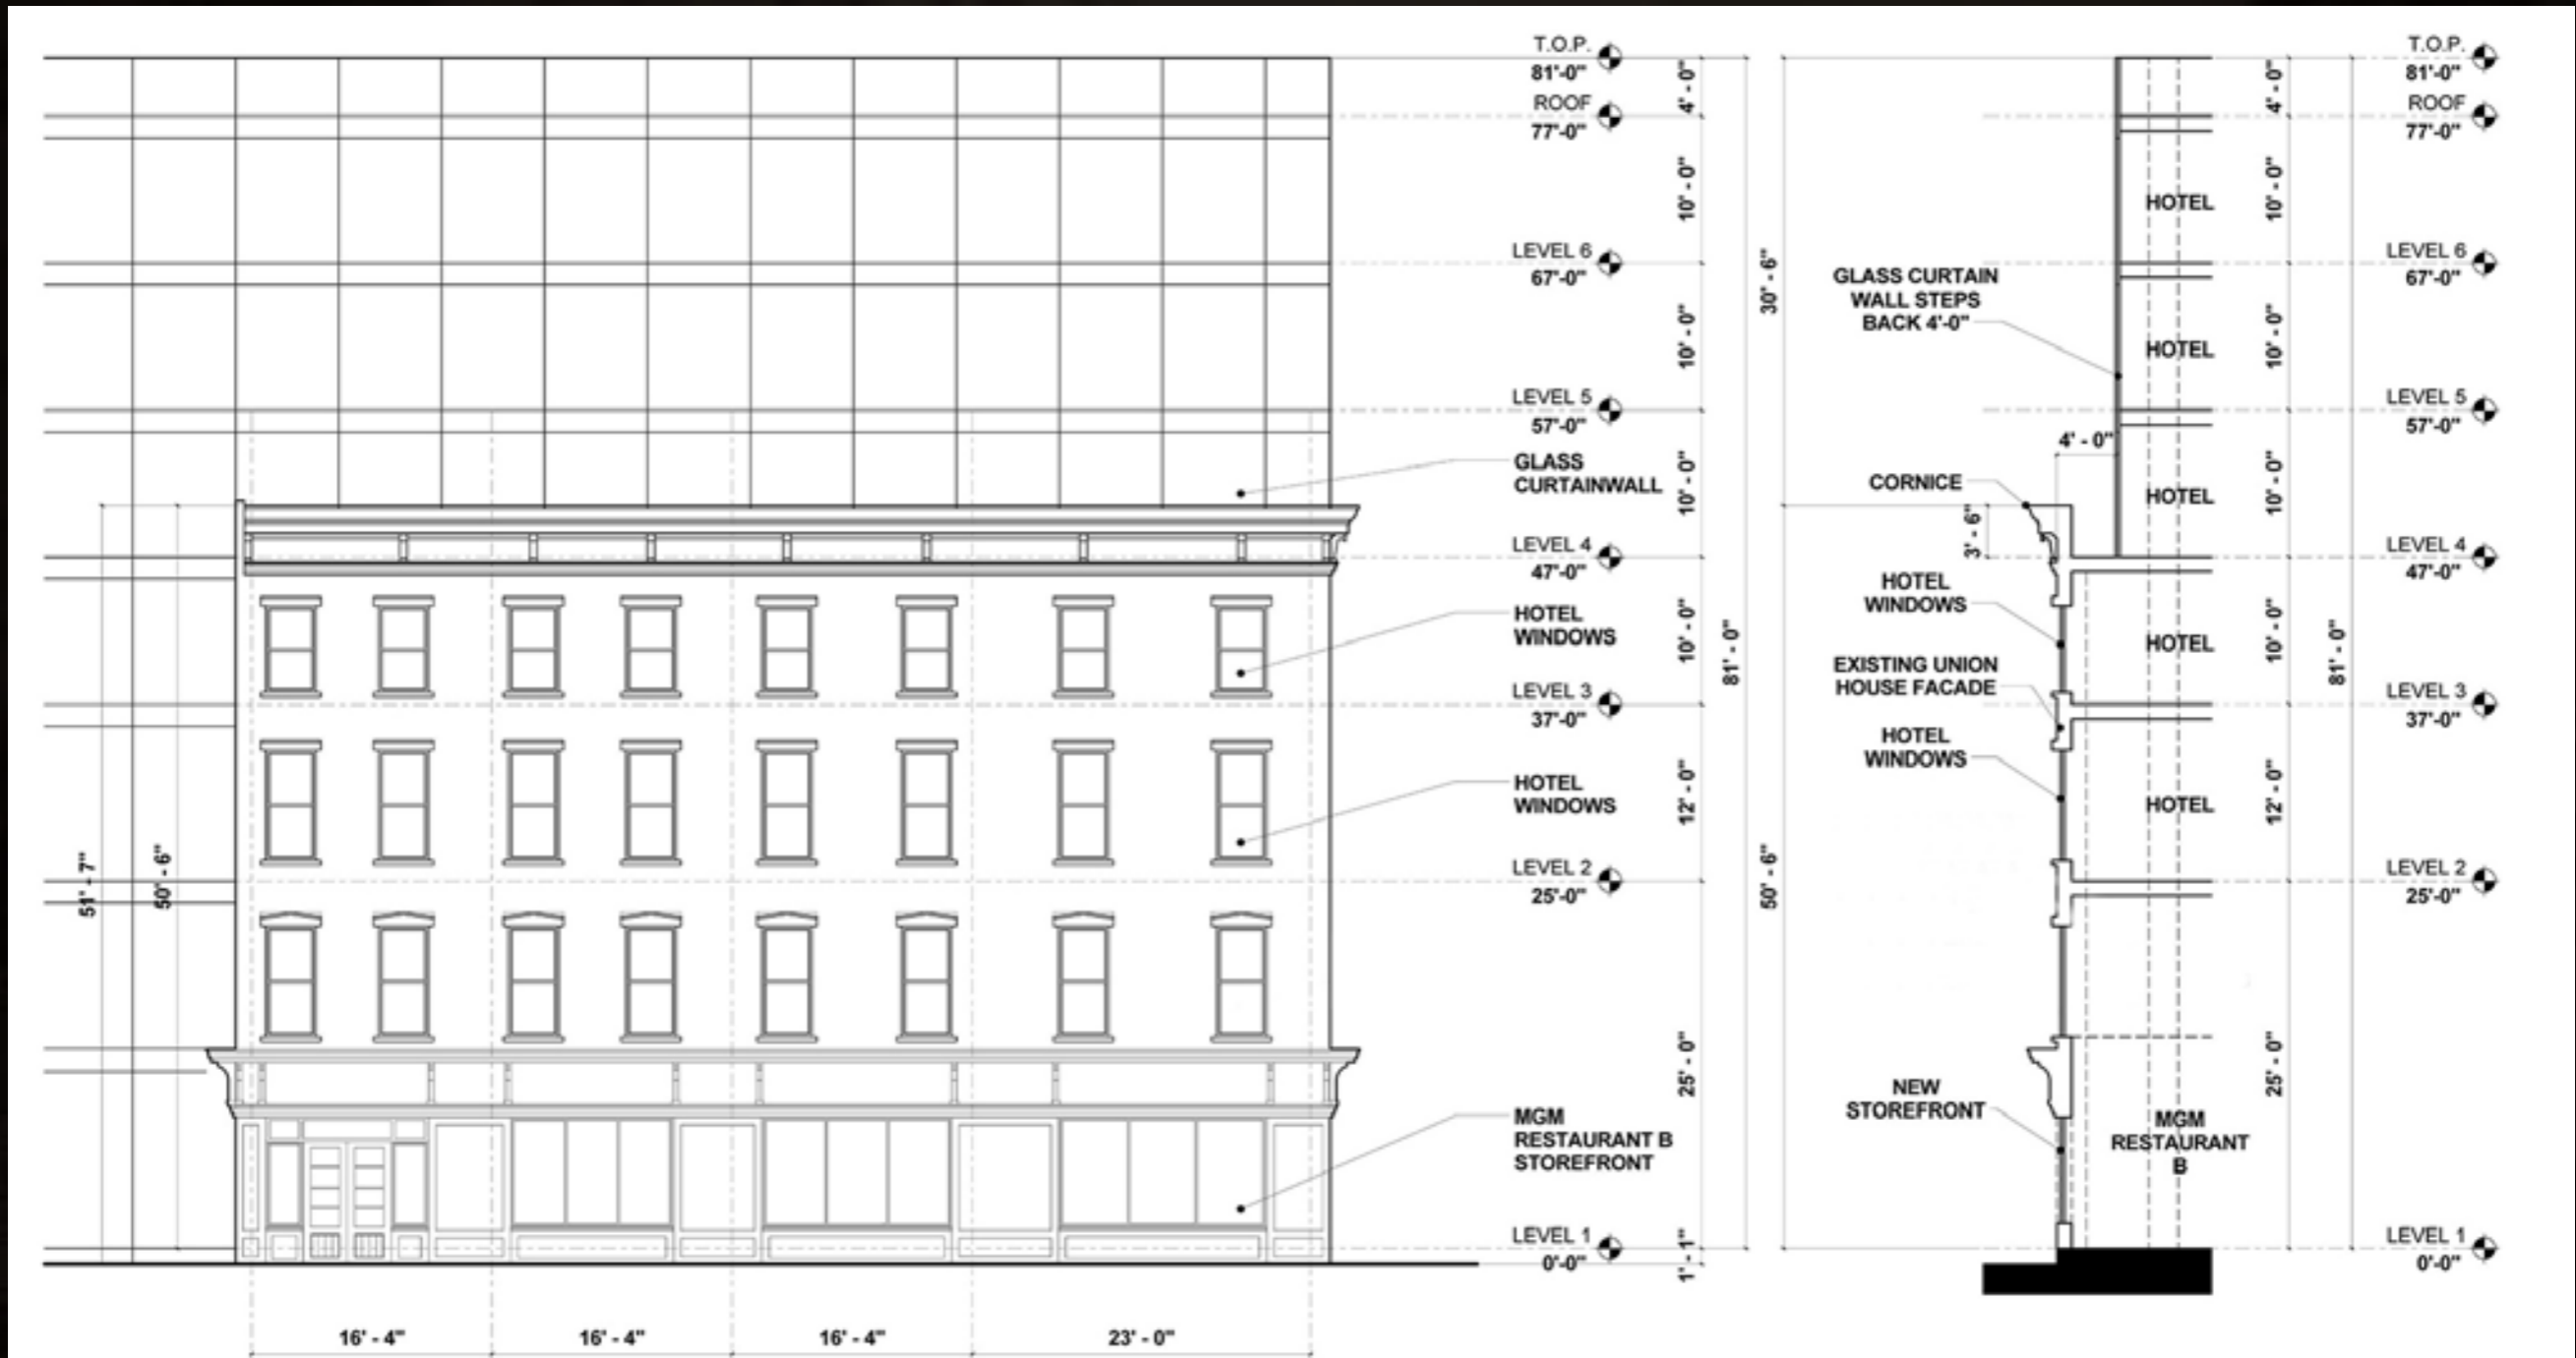 T.O.P.
81'-0"
ROOF
77'-0"
LEVEL 6
67'-0"
LEVEL 5
57'-0"
GLASS
CURTAINWALL
LEVEL 4
47'-0"
HOTEL
WINDOWS
LEVEL 3
37'-0"
HOTEL
WINDOWS
LEVEL 2
25'-0"
MGM
RESTAURANT B
STOREFRONT
LEVEL 1
0'-0"
51' - 7"
50' - 6"
16' - 4"
16' - 4"
16' - 4"
23' - 0"
4' - 0"
10' - 0"
10' - 0"
10' - 0"
10' - 0"
12' - 0"
25' - 0"
1' - 1"
81' - 0"
30' - 6"
50' - 6"
GLASS CURTAIN
WALL STEPS
BACK 4'-0"
4' - 0"
CORNICE
3' - 6"
HOTEL
WINDOWS
EXISTING UNION
HOUSE FACADE
HOTEL
WINDOWS
NEW
STOREFRONT
HOTEL
HOTEL
HOTEL
HOTEL
HOTEL
MGM
RESTAURANT
B
4' - 0"
10' - 0"
10' - 0"
10' - 0"
10' - 0"
12' - 0"
25' - 0"
81' - 0"
T.O.P.
81'-0"
ROOF
77'-0"
LEVEL 6
67'-0"
LEVEL 5
57'-0"
LEVEL 4
47'-0"
LEVEL 3
37'-0"
LEVEL 2
25'-0"
LEVEL 1
0'-0"